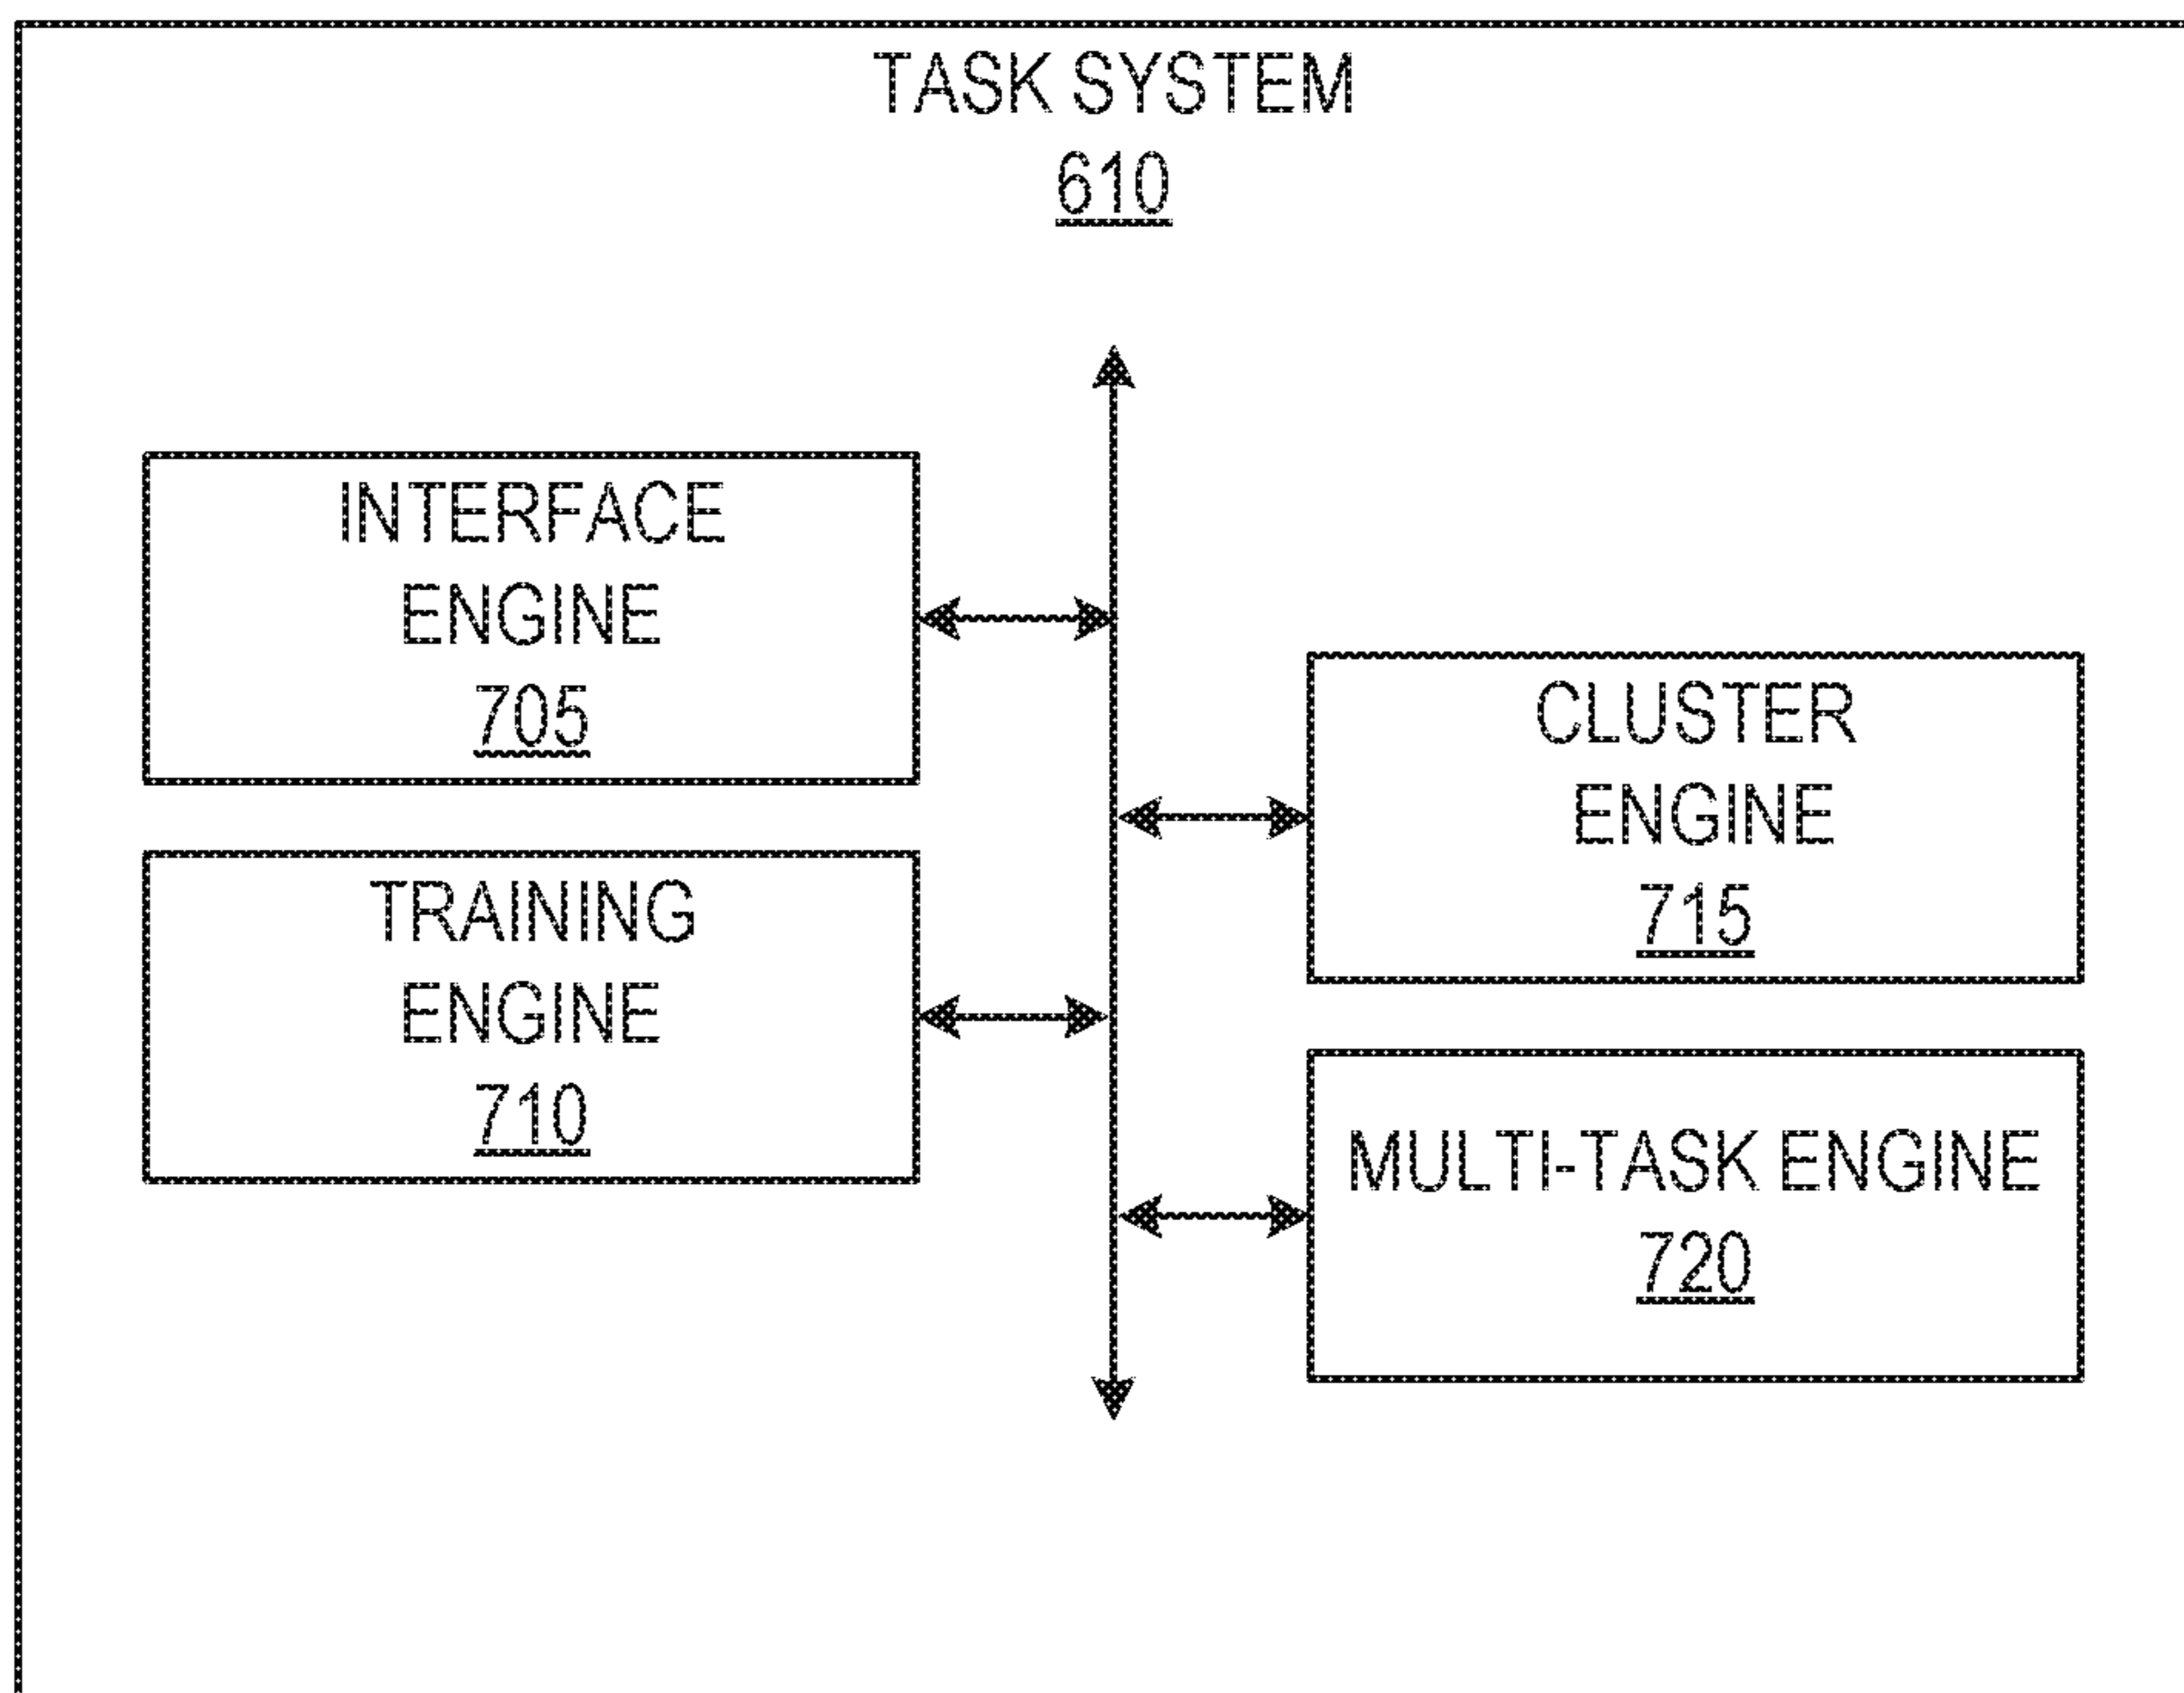 TASK SYSTEM
610
INTERFACE
ENGINE
705
TRAINING
ENGINE
710
CLUSTER
ENGINE
715
MULTI-TASK ENGINE
720